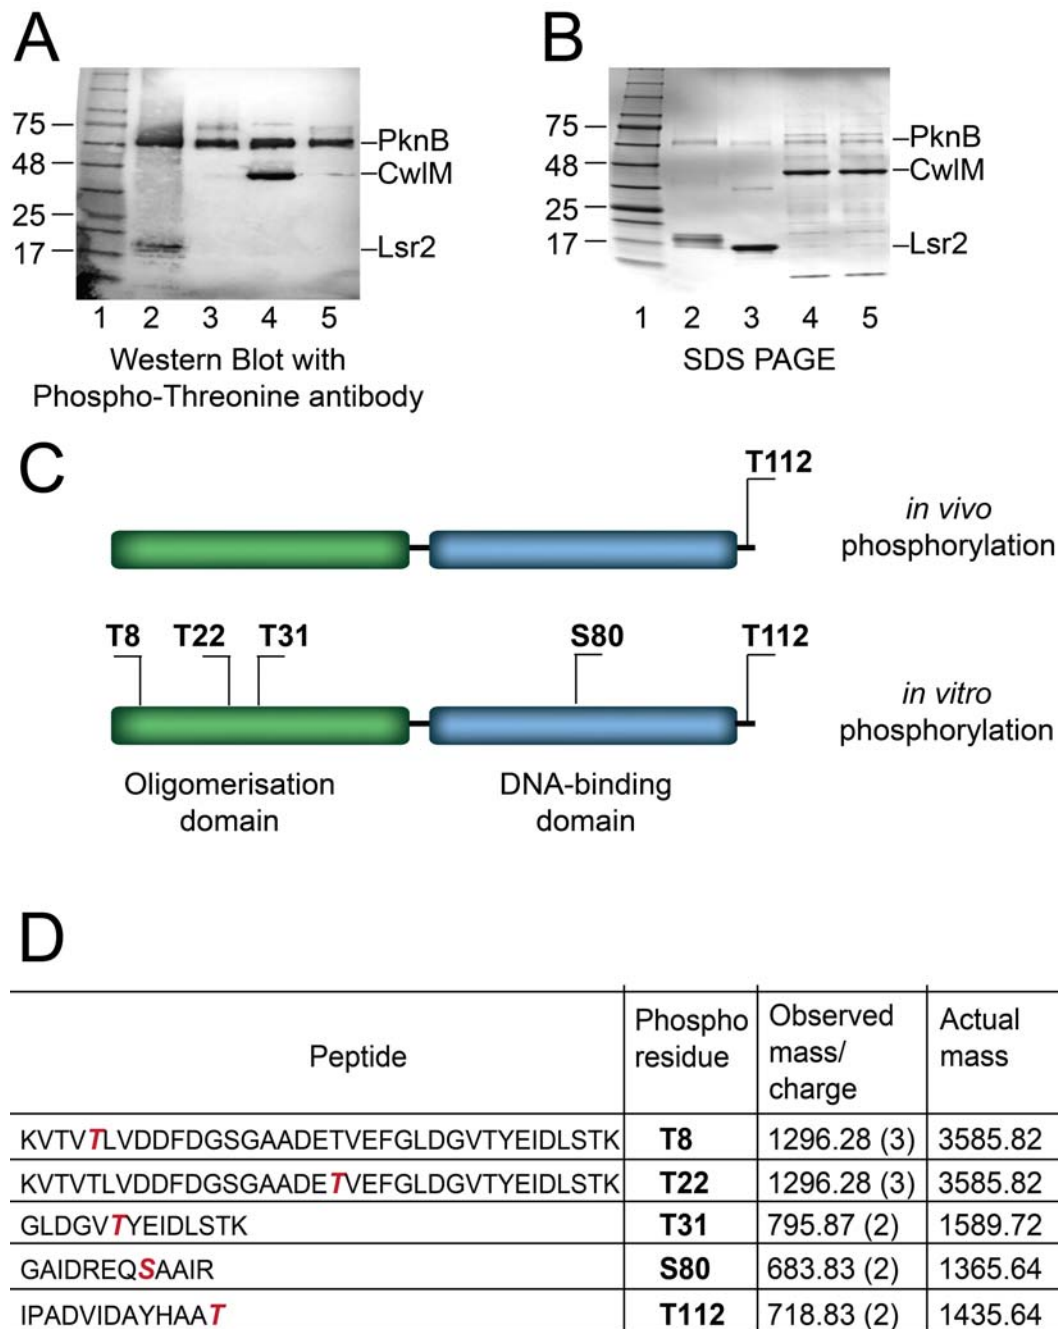 A
75
48
25
17
PknB
CwlM
Lsr2
1 2 3 4 5
Western Blot with
Phospho-Threonine antibody
B
75
48
25
17
PknB
CwlM
Lsr2
1 2 3 4 5
SDS PAGE
C
T112
in vivo
phosphorylation
T8 T22 T31 S80 T112
in vitro
phosphorylation
Oligomerisation
domain
DNA-binding
domain
D
Peptide
Phospho
residue
Observed
mass/
charge
Actual
mass
KVTVTLVDDFDGSGAADETVEFGLDGVTYEIDLSTK T8 1296.28 (3) 3585.82
KVTVTLVDDFDGSGAADETVEFGLDGVTYEIDLSTK T22 1296.28 (3) 3585.82
GLDGVTYEIDLSTK T31 795.87 (2) 1589.72
GAIDREQSAAIR S80 683.83 (2) 1365.64
IPADVIDAYHAAT T112 718.83 (2) 1435.64